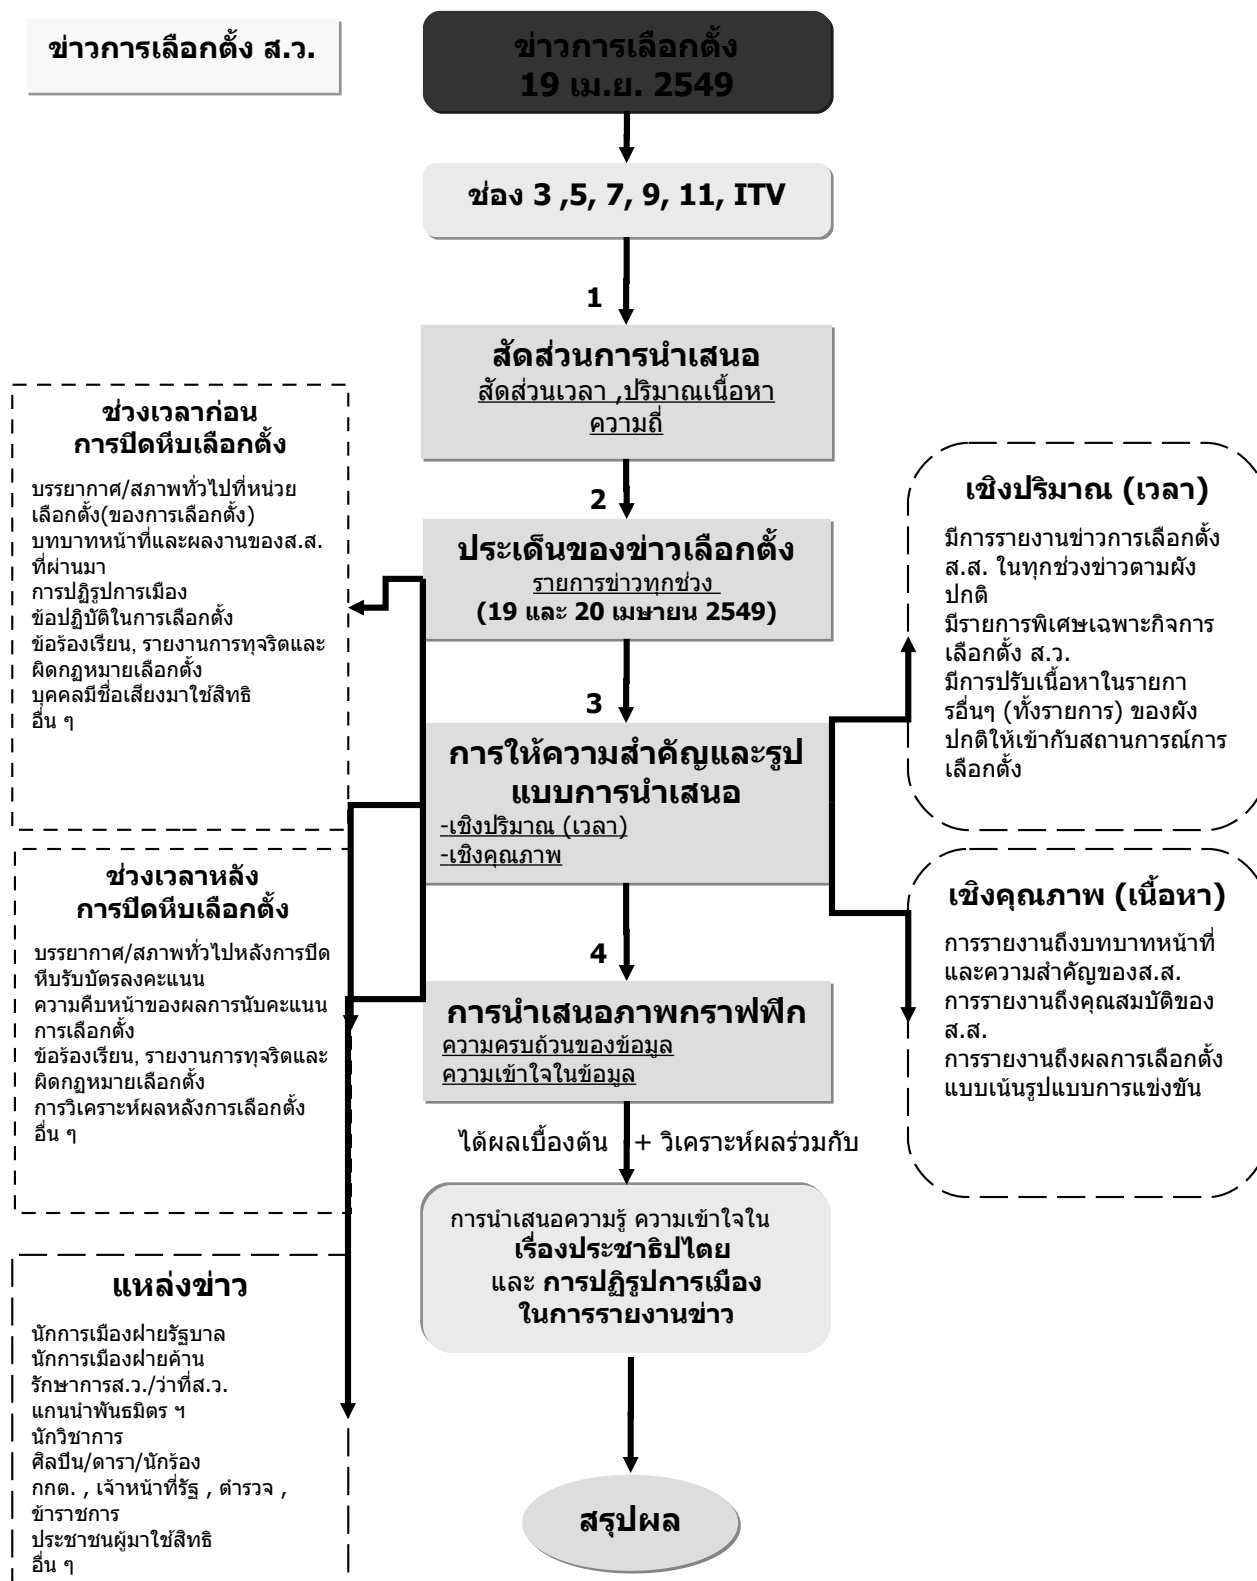 ข่าวการเลือกตั้ง ส.ว.
ข่าวการเลือกตั้ง
19 เม.ย. 2549
ช่อง 3 ,5, 7, 9, 11, ITV
1
สัดส่วนการนำเสนอ
สัดส่วนเวลา ,ปริมาณเนื้อหา
ความถี่
2
ประเด็นของข่าวเลือกตั้ง
รายการข่าวทุกช่วง
(19 และ 20 เมษายน 2549)
3
การให้ความสำคัญและรูป
แบบการนำเสนอ
-เชิงปริมาณ (เวลา)
-เชิงคุณภาพ
4
การนำเสนอภาพกราฟฟิค
ความครบถ้วนของข้อมูล
ความเข้าใจในข้อมูล
ได้ผลเบื้องต้น + วิเคราะห์ผลร่วมกับ
การนำเสนอความรู้ ความเข้าใจใน
เรื่องประชาธิปไตย
และ การปฏิรูปการเมือง
ในการรายงานข่าว
สรุปผล
ช่วงเวลาก่อน
การปิดหีบเลือกตั้ง
บรรยากาศ/สภาพทั่วไปที่หน่วย
เลือกตั้ง(ของการเลือกตั้ง)
บทบาทหน้าที่และผลงานของส.ส.
ที่ผ่านมา
การปฏิรูปการเมือง
ข้อปฏิบัติในการเลือกตั้ง
ข้อร้องเรียน, รายงานการทุจริตและ
ผิดกฏหมายเลือกตั้ง
บุคคลมีชื่อเสียงมาใช้สิทธิ
อื่น ๆ
ช่วงเวลาหลัง
การปิดหีบเลือกตั้ง
บรรยากาศ/สภาพทั่วไปหลังการปิด
หีบรับบัตรลงคะแนน
ความคืบหน้าของผลการนับคะแนน
การเลือกตั้ง
ข้อร้องเรียน, รายงานการทุจริตและ
ผิดกฏหมายเลือกตั้ง
การวิเคราะห์ผลหลังการเลือกตั้ง
อื่น ๆ
แหล่งข่าว
นักการเมืองฝ่ายรัฐบาล
นักการเมืองฝ่ายค้าน
รักษาการส.ว./ว่าที่ส.ว.
แกนนำพันธมิตร ฯ
นักวิชาการ
ศิลปิน/ดารา/นักร้อง
กกต. , เจ้าหน้าที่รัฐ , ตำรวจ ,
ข้าราชการ
ประชาชนผู้มาใช้สิทธิ
อื่น ๆ
เชิงปริมาณ (เวลา)
มีการรายงานข่าวการเลือกตั้ง
ส.ส. ในทุกช่วงข่าวตามผัง
ปกติ
มีรายการพิเศษเฉพาะกิจการ
เลือกตั้ง ส.ว.
มีการปรับเนื้อหาในรายกา
รอื่นๆ (ทั้งรายการ) ของผัง
ปกติให้เข้ากับสถานการณ์การ
เลือกตั้ง
เชิงคุณภาพ (เนื้อหา)
การรายงานถึงบทบาทหน้าที่
และความสำคัญของส.ส.
การรายงานถึงคุณสมบัติของ
ส.ส.
การรายงานถึงผลการเลือกตั้ง
แบบเน้นรูปแบบการแข่งขัน